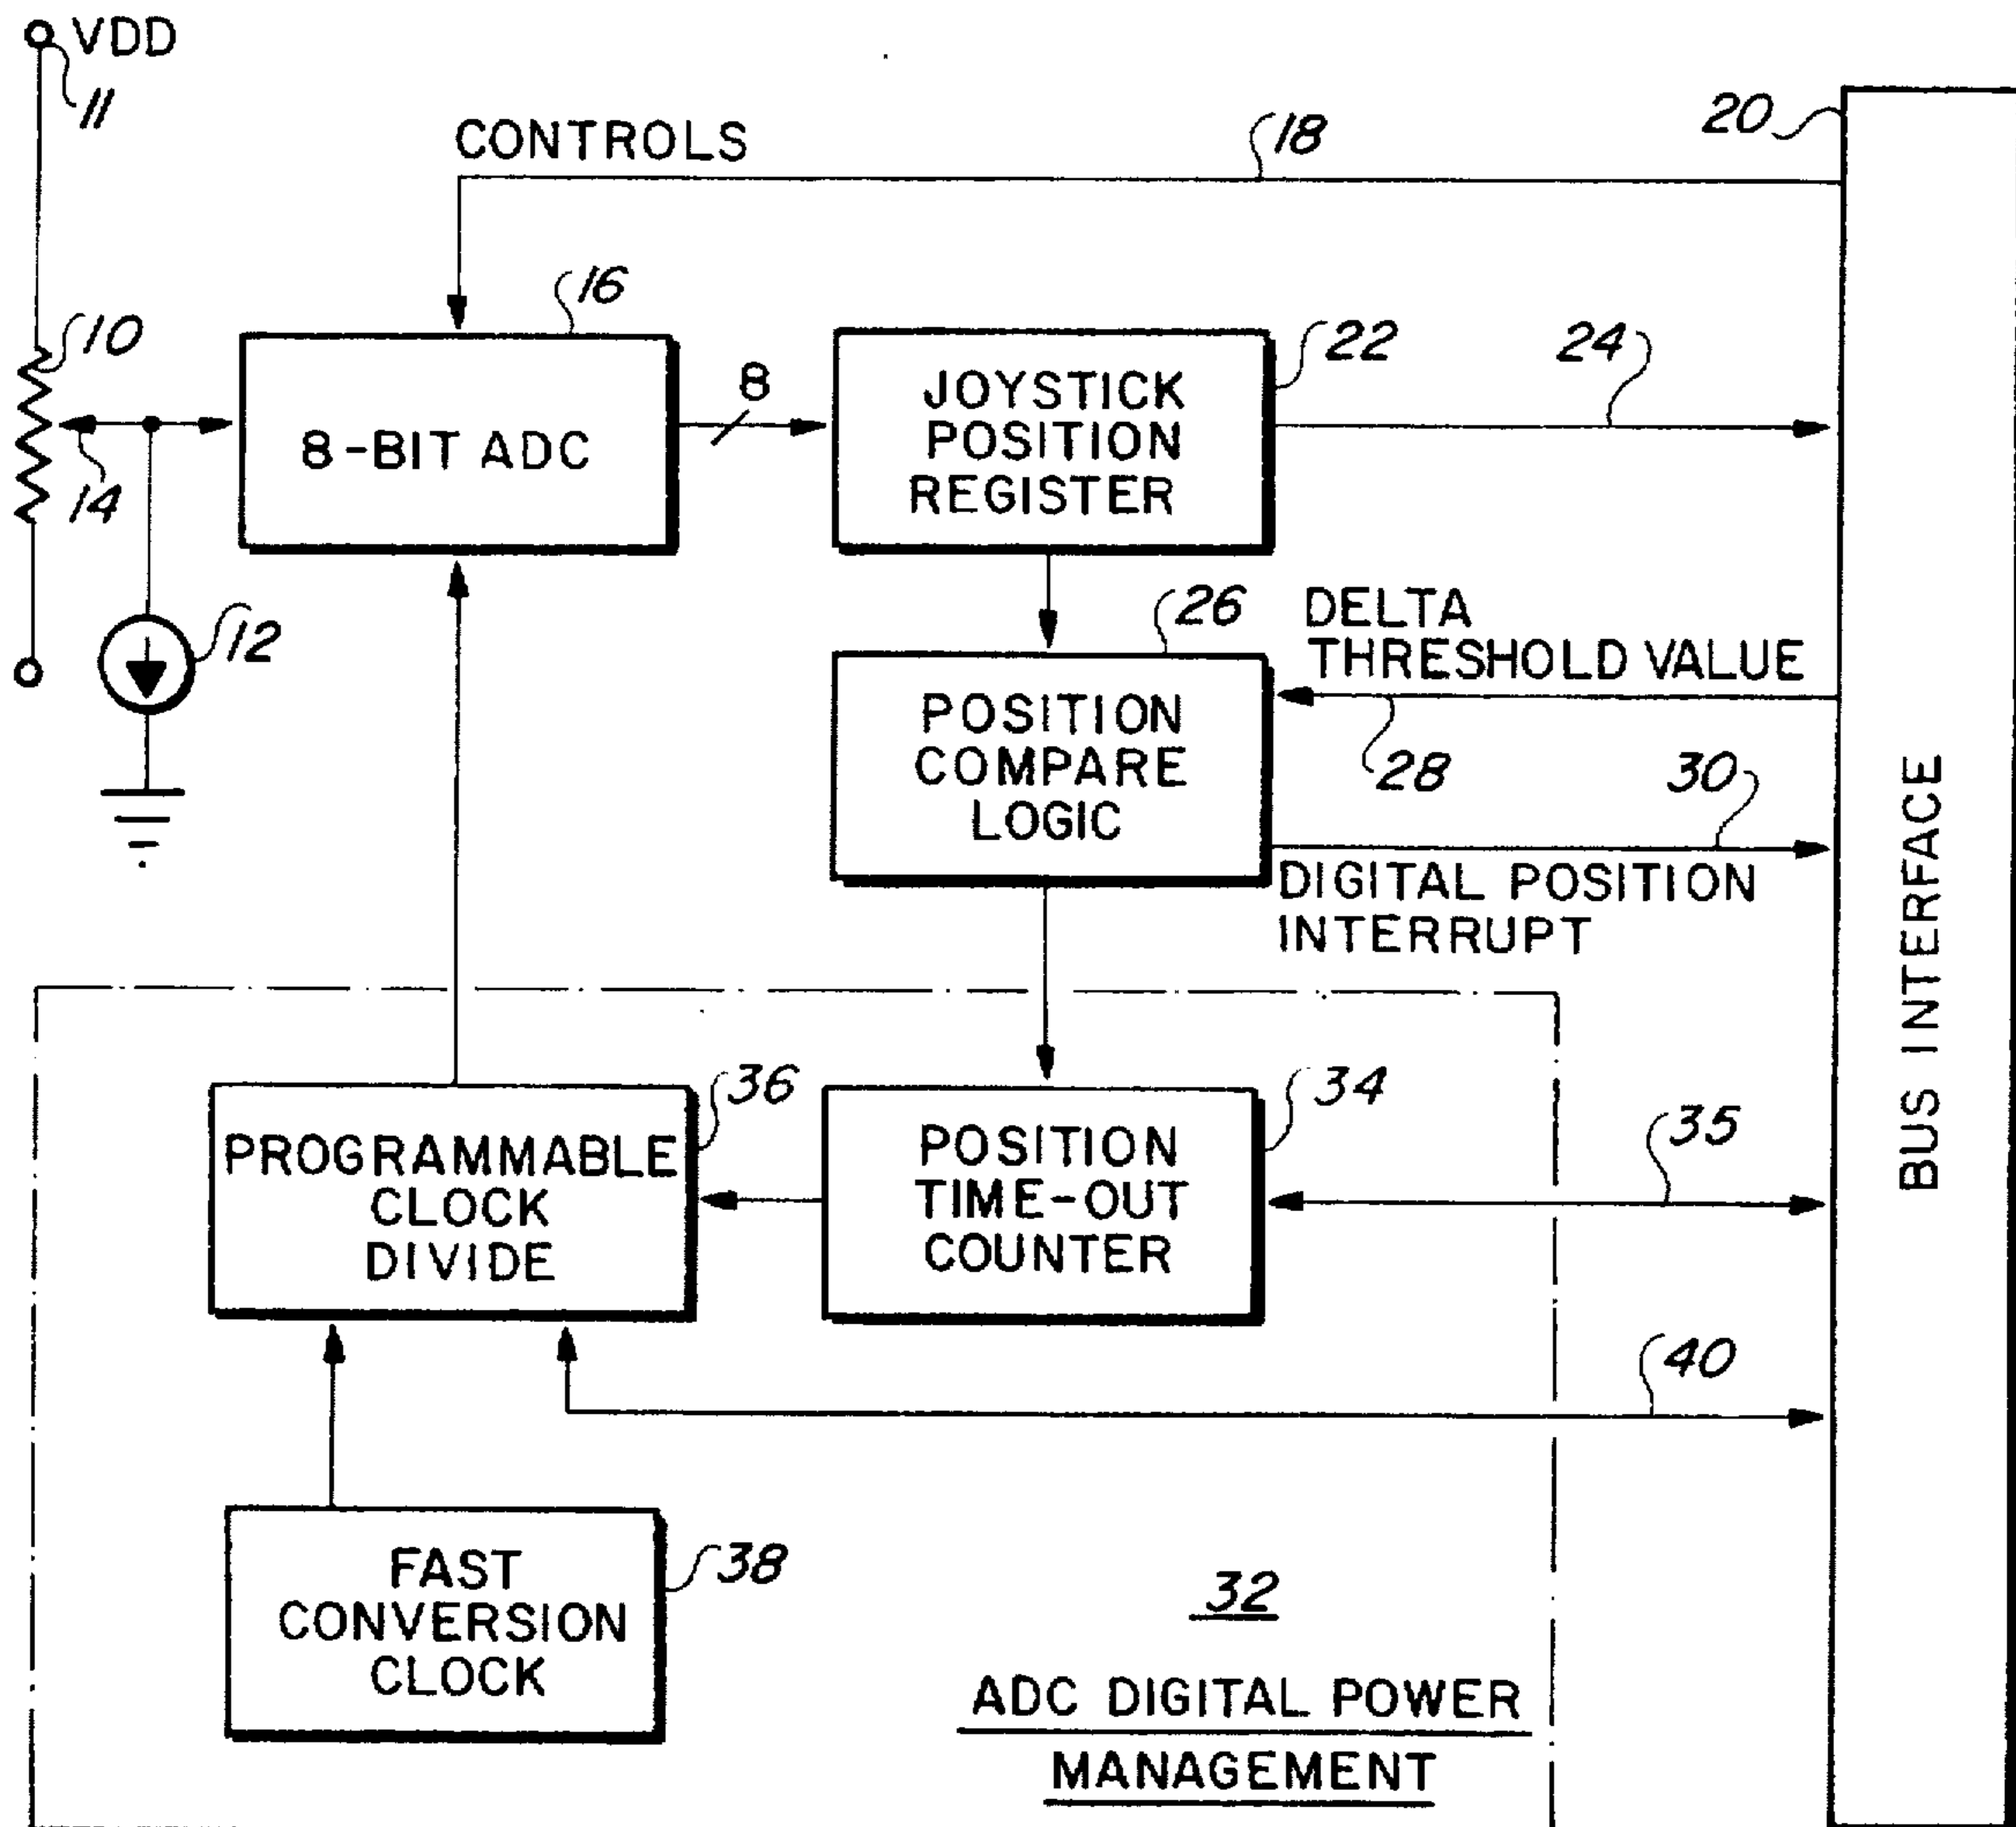 VDD
11
CONTROLS
18
20
10
16
8-BIT ADC
8
22
JOYSTICK
POSITION
REGISTER
24
14
12
26
DELTA
THRESHOLD VALUE
28
POSITION
COMPARE
LOGIC
30
DIGITAL POSITION
INTERRUPT
BUS INTERFACE
36
PROGRAMMABLE
CLOCK
DIVIDE
34
POSITION
TIME-OUT
COUNTER
35
40
38
FAST
CONVERSION
CLOCK
32
ADC DIGITAL POWER
MANAGEMENT